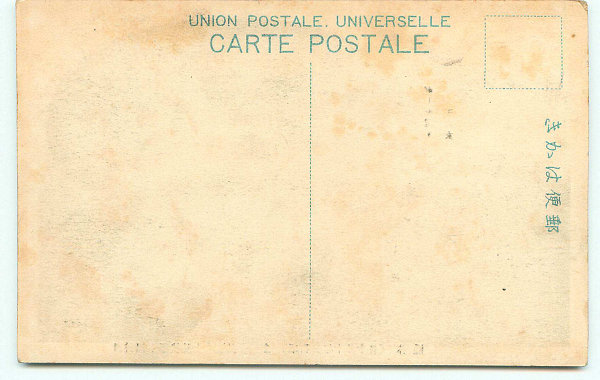 UNION POSTALE. UNIVERSELLE
CARTE POSTALE
郵便はかき